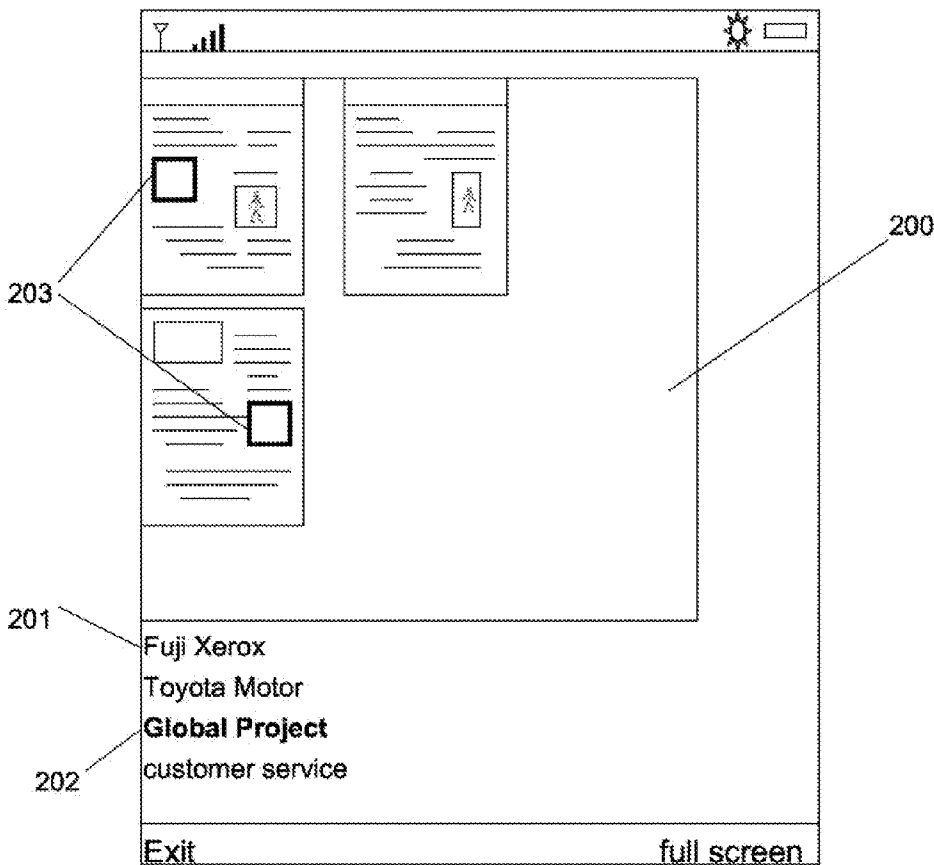 200
203
201
Fuji Xerox
Toyota Motor
Global Project
202
customer service
Exit full screen